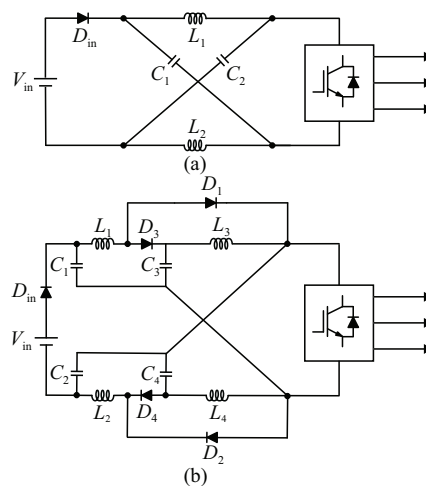 D_in
L_1
C_1
C_2
V_in
L_2
(a)
D_1
L_1
D_3
L_3
C_1
C_3
D_in
V_in
C_2
C_4
L_2
D_4
L_4
D_2
(b)